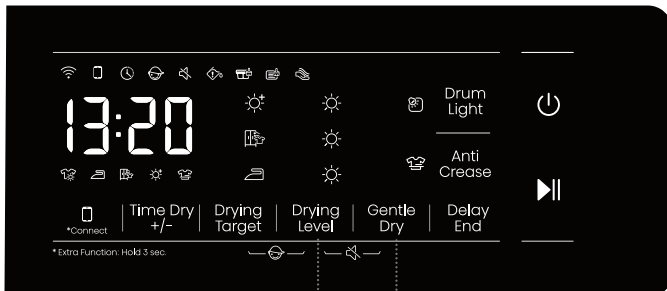 13:20
Drum
Light
Anti
Crease
*Connect
Time Dry
+/-
Drying
Target
Drying
Level
Gentle
Dry
Delay
End
* Extra Function: Hold 3 sec.